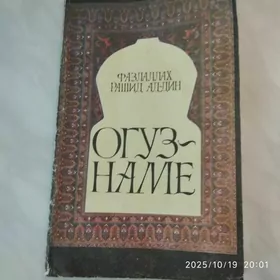 ФАЗЛАЛЛАХ
РАШИД АД-ДИН
ОГУЗ-
НАМЕ
2025/10/19 20:01